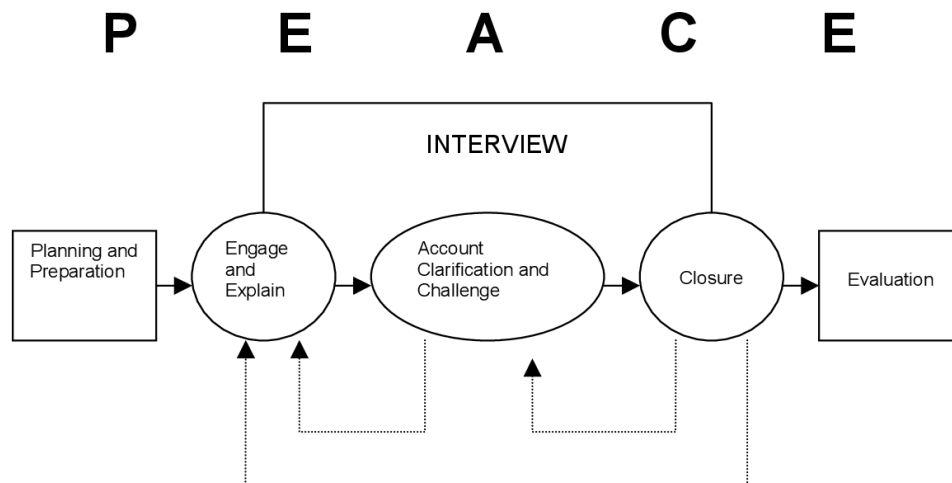 P E A C E
INTERVIEW
Planning and
Preparation
Engage
and
Explain
Account
Clarification and
Challenge
Closure
Evaluation